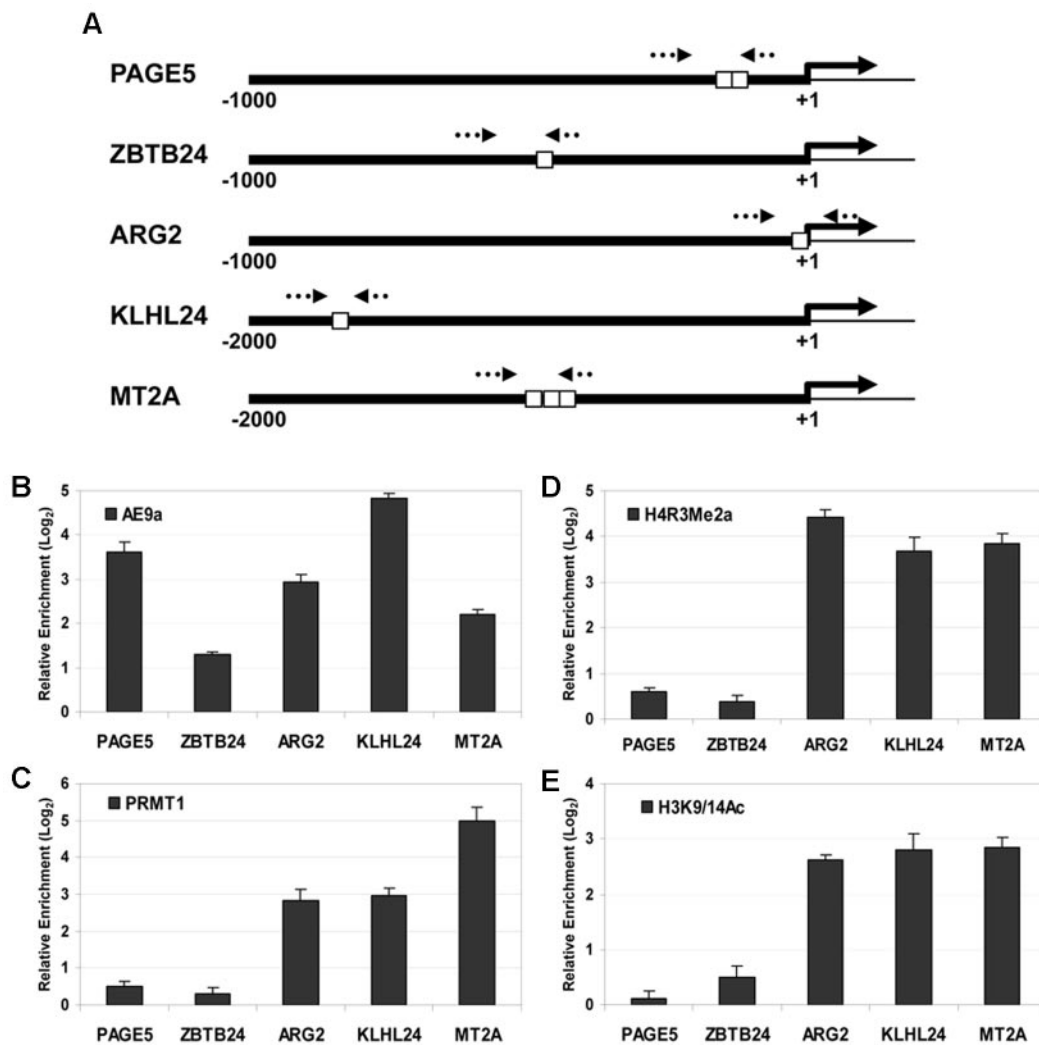 A
PAGE5
-1000
+1
ZBTB24
-1000
+1
ARG2
-1000
+1
KLHL24
-2000
+1
MT2A
-2000
+1
B
5
4
3
2
1
0
Relative Enrichment (Log2)
AE9a
PAGE5 ZBTB24 ARG2 KLHL24 MT2A
D
5
4
3
2
1
0
Relative Enrichment (Log2)
H4R3Me2a
PAGE5 ZBTB24 ARG2 KLHL24 MT2A
C
6
5
4
3
2
1
0
Relative Enrichment (Log2)
PRMT1
PAGE5 ZBTB24 ARG2 KLHL24 MT2A
E
4
3
2
1
0
Relative Enrichment (Log2)
H3K9/14Ac
PAGE5 ZBTB24 ARG2 KLHL24 MT2A